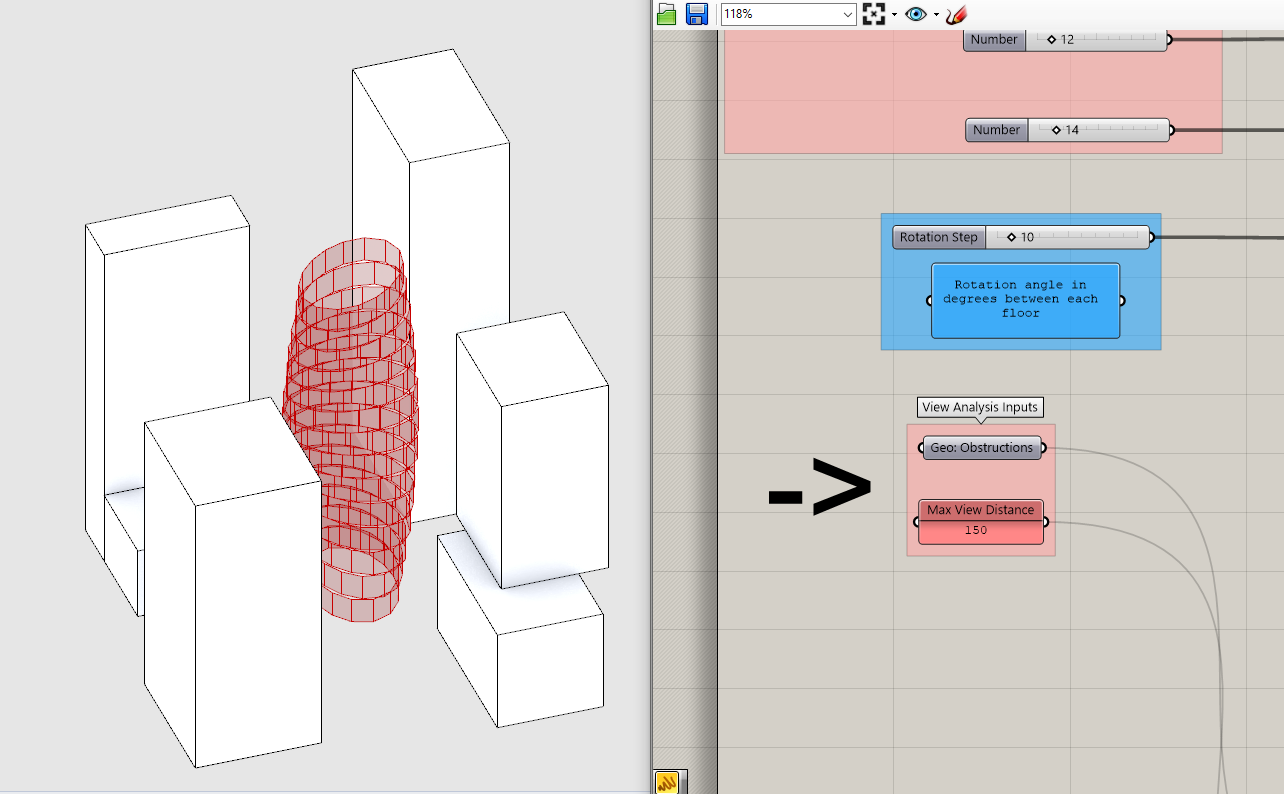 118%
Number 12
Number 14
Rotation Step 10
Rotation angle in
degrees between each
floor
View Analysis Inputs
Geo: Obstructions
->
Max View Distance
150